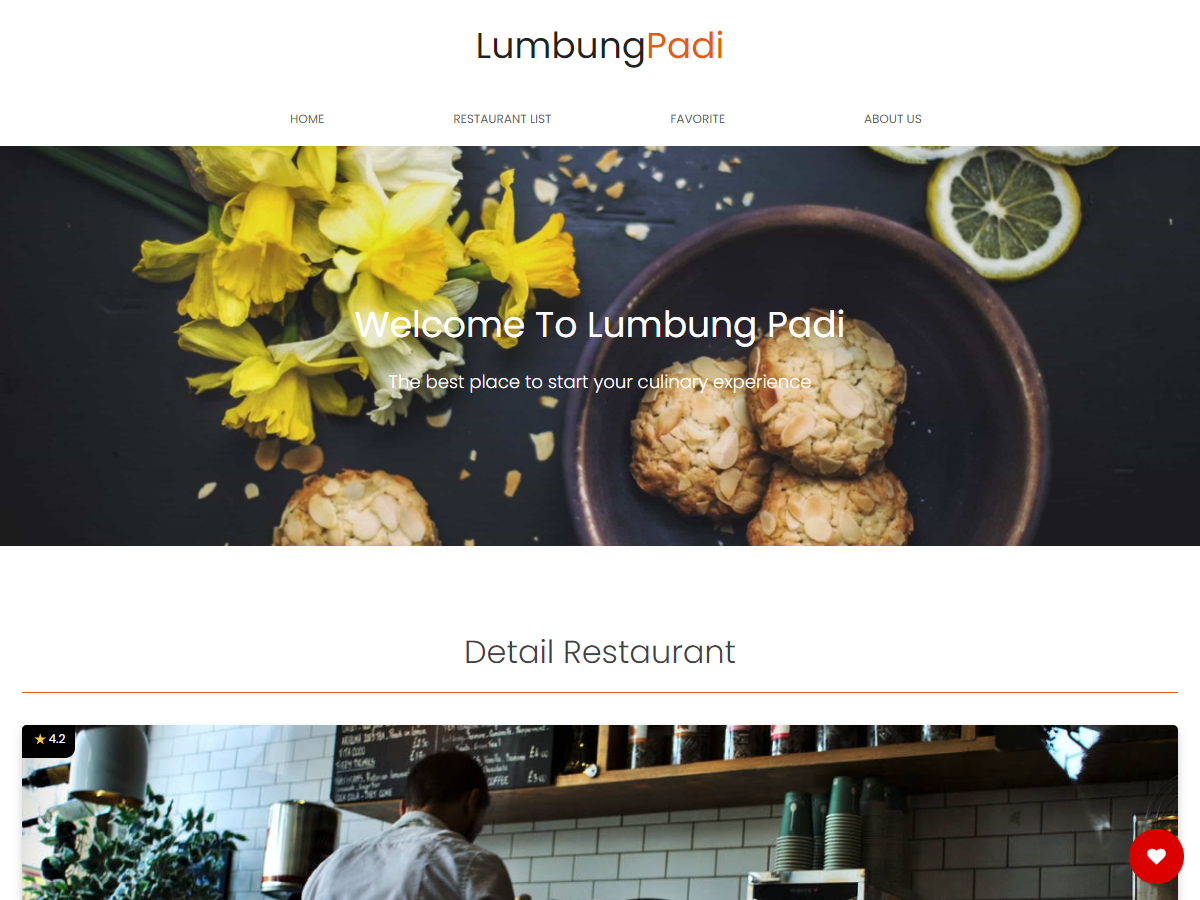 LumbungPadi
HOME
RESTAURANT LIST
FAVORITE
ABOUT US
Welcome To Lumbung Padi
The best place to start your culinary experience
Detail Restaurant
★ 4.2
COFFEE